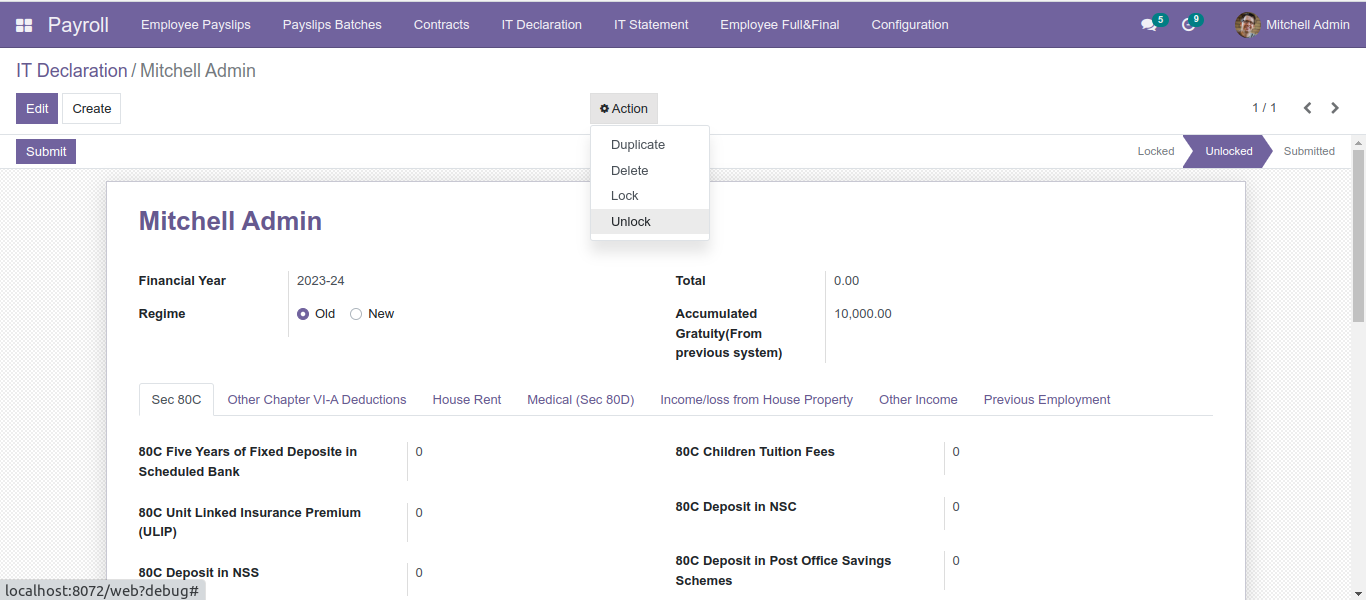 Payroll Employee Payslips Payslips Batches Contracts IT Declaration IT Statement Employee Full&Final Configuration 5 9 Mitchell Admin
IT Declaration / Mitchell Admin
Edit Create Action 1 / 1
Duplicate
Delete
Lock
Unlock
Submit Locked Unlocked Submitted
Mitchell Admin
Financial Year 2023-24 Total 0.00
Regime Old New Accumulated 10,000.00
Gratuity(From
previous system)
Sec 80C Other Chapter VI-A Deductions House Rent Medical (Sec 80D) Income/loss from House Property Other Income Previous Employment
80C Five Years of Fixed Deposite in 0 80C Children Tuition Fees 0
Scheduled Bank
80C Unit Linked Insurance Premium 0 80C Deposit in NSC 0
(ULIP)
80C Deposit in NSS 0 80C Deposit in Post Office Savings 0
Schemes
localhost:8072/web?debug#